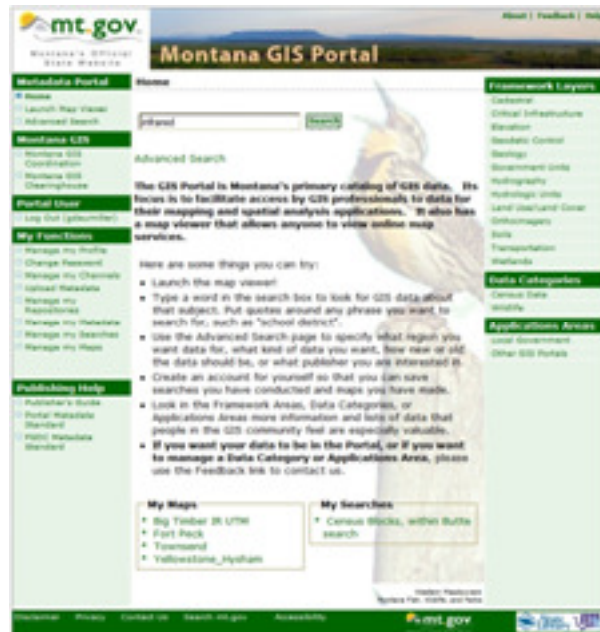 mt.gov
Montana's Official
State Website
About | Feedback | Help
Montana GIS Portal
Metadata Portal
Home
Launch Map Viewer
Advanced Search
Montana GIS
Montana GIS
Coordination
Montana GIS
Clearinghouse
Portal User
Log Out
My Functions
Manage my Profile
Change Password
Manage my Channels
Upload Metadata
Manage my
Repositories
Manage my Metadata
Manage my Searches
Manage my Maps
Publishing Help
Publisher's Guide
Portal Metadata
Standard
FGDC Metadata
Standard
Home
infrared
Search
Advanced Search
The GIS Portal is Montana's primary catalog of GIS data. Its
focus is to facilitate access by GIS professionals to data for
their mapping and spatial analysis applications. It also has
a map viewer that allows anyone to view online map
services.
Here are some things you can try:
Launch the map viewer!
Type a word in the search box to look for GIS data about
that subject. Put quotes around any phrase you want to
search for, such as "school district".
Use the Advanced Search page to specify what region you
want data for, what kind of data you want, how new or old
the data should be, or what publisher you are interested in.
Create an account for yourself so that you can save
searches you have conducted and maps you have made.
Look in the Framework Areas, Data Categories, or
Applications Areas more information and lists of data that
people in the GIS community feel are especially valuable.
If you want your data to be in the Portal, or if you want
to manage a Data Category or Applications Area, please
use the Feedback link to contact us.
My Maps
Big Timber IR UTM
Fort Peck
Townsend
Yellowstone_Hysham
My Searches
Census Blocks, within Butte
search
Framework Layers
Cadastral
Critical Infrastructure
Elevation
Geodetic Control
Geology
Government Units
Hydrography
Hydrologic Units
Land Use/Land Cover
Orthoimagery
Soils
Transportation
Wetlands
Data Categories
Census Data
Wildlife
Applications Areas
Local Government
Other GIS Portals
Western Meadowlark
Montana Fish, Wildlife, and Parks
Disclaimer Privacy Contact Us Search mt.gov Accessibility
mt.gov